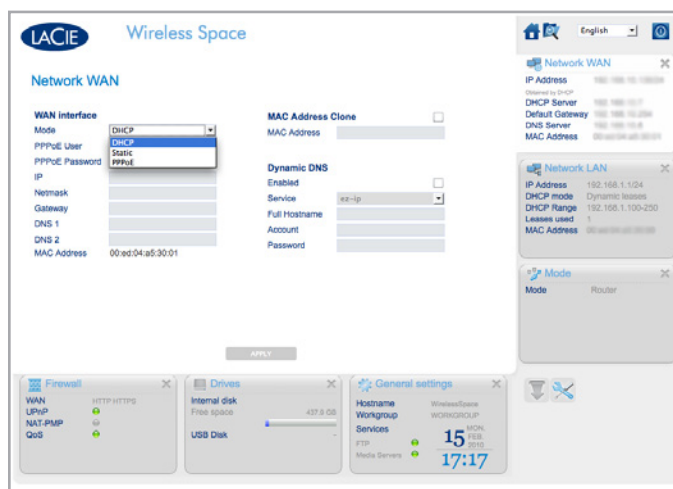 LACIE
Wireless Space
English
Network WAN
WAN interface
Mode
DHCP
DHCP
Static
PPPoE
PPPoE User
PPPoE Password
IP
Netmask
Gateway
DNS 1
DNS 2
MAC Address 00:ed:04:a5:30:01
MAC Address Clone
MAC Address
Dynamic DNS
Enabled
Service ez-ip
Full Hostname
Account
Password
APPLY
Network WAN
IP Address
Obtained by DHCP
DHCP Server
Default Gateway
DNS Server
MAC Address
Network LAN
IP Address 192.168.1.1/24
DHCP mode Dynamic leases
DHCP Range 192.168.1.100-250
Leases used 1
MAC Address
Mode
Mode Router
Firewall
WAN HTTP HTTPS
UPnP
NAT-PMP
QoS
Drives
Internal disk
Free space 437.8 GB
USB Disk -
General settings
Hostname WirelessSpace
Workgroup WORKGROUP
Services
FTP
Media Servers
15 MON. FEB. 2010
17:17